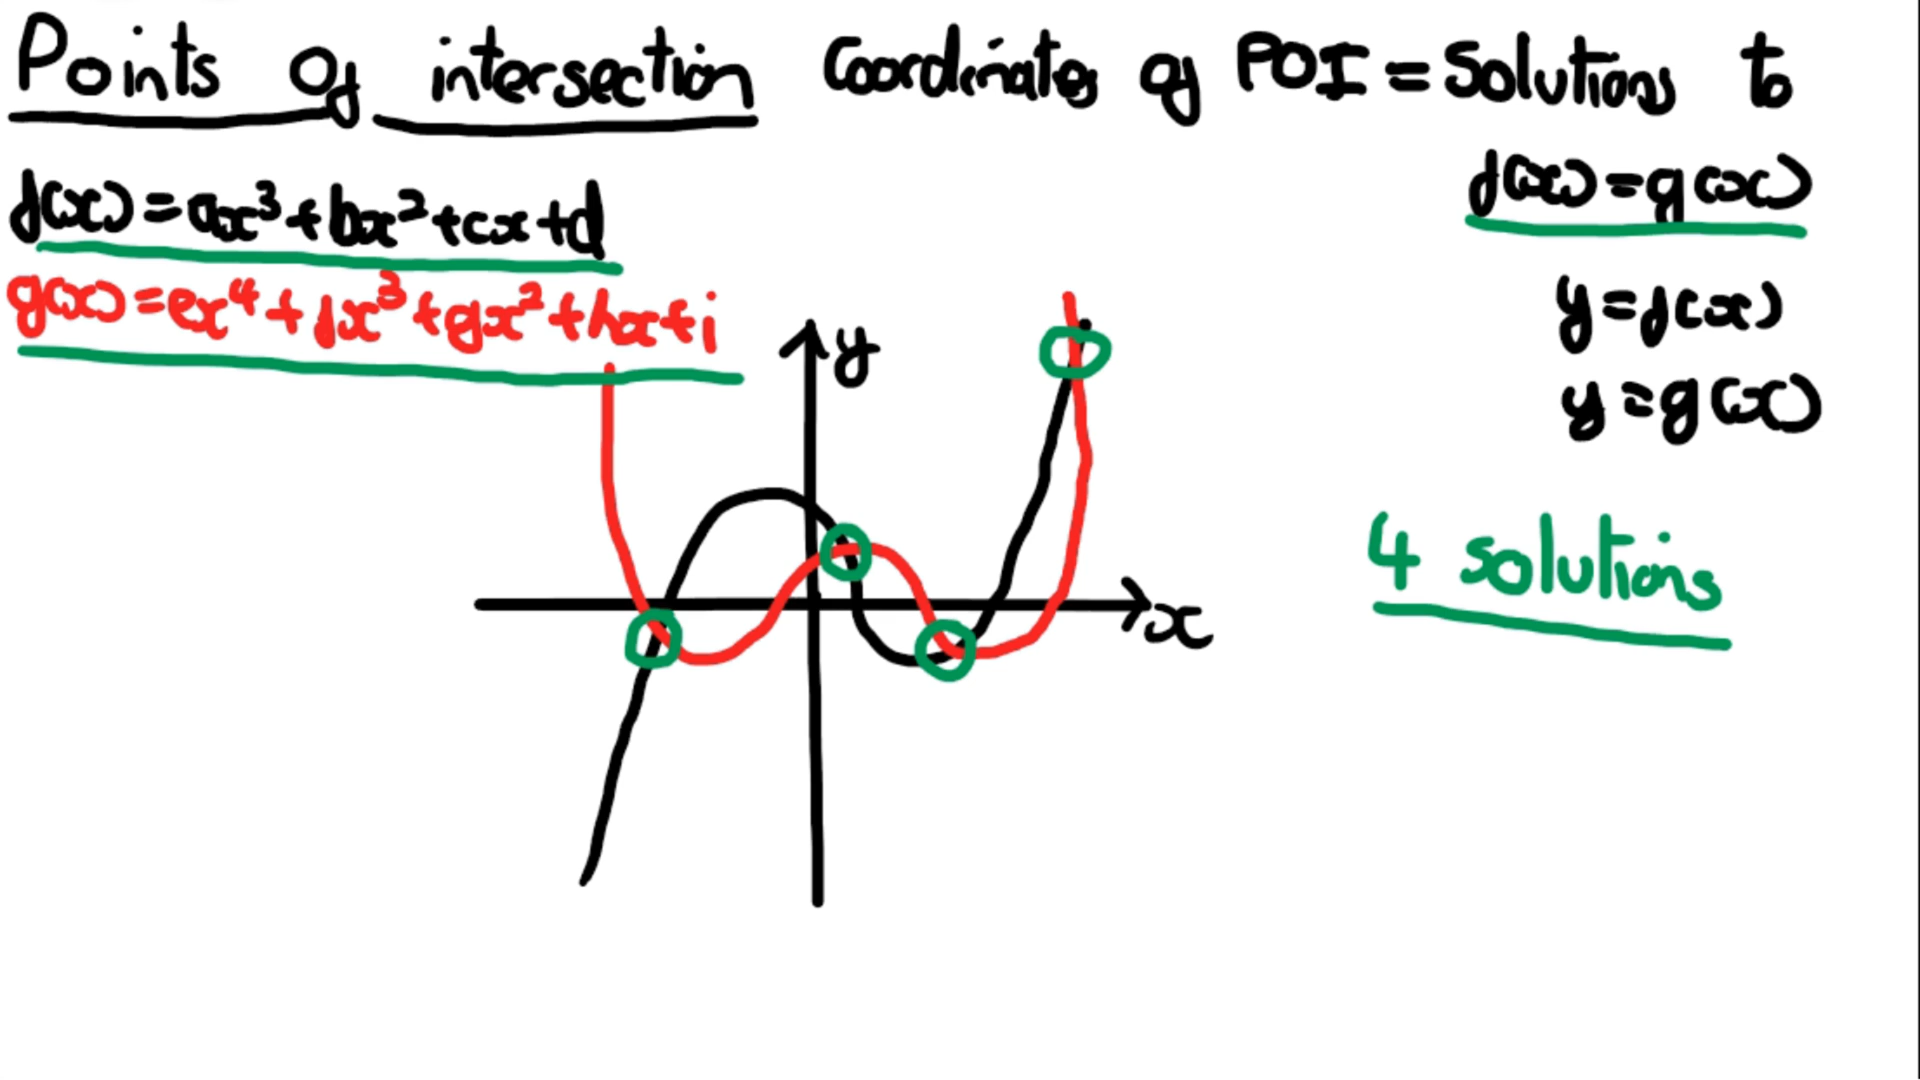 Points of intersection Coordinates of POI = Solutions to
f(x) = g(x)
f(x) = ax³ + bx² + cx + d
g(x) = ex⁴ + fx³ + gx² + hx + i
y = f(x)
y
y = g(x)
4 solutions
x